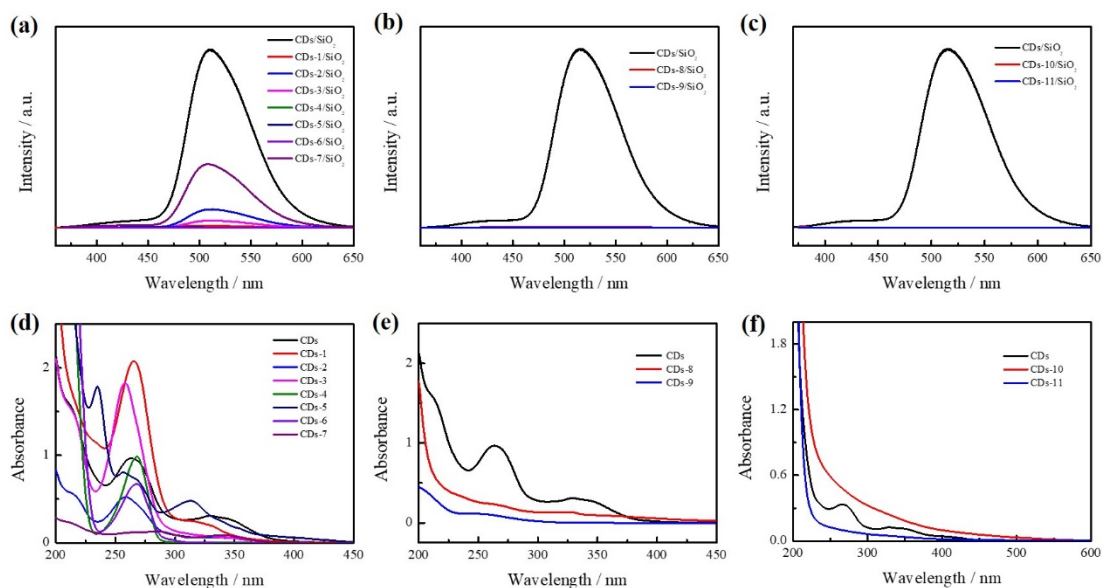 (a)
CDs/SiO₂
CDs-1/SiO₂
CDs-2/SiO₂
CDs-3/SiO₂
CDs-4/SiO₂
CDs-5/SiO₂
CDs-6/SiO₂
CDs-7/SiO₂
Intensity / a.u.
400 450 500 550 600 650
Wavelength / nm
(b)
CDs/SiO₂
CDs-8/SiO₂
CDs-9/SiO₂
Intensity / a.u.
400 450 500 550 600 650
Wavelength / nm
(c)
CDs/SiO₂
CDs-10/SiO₂
CDs-11/SiO₂
Intensity / a.u.
400 450 500 550 600 650
Wavelength / nm
(d)
CDs
CDs-1
CDs-2
CDs-3
CDs-4
CDs-5
CDs-6
CDs-7
Absorbance
2
1
0
200 250 300 350 400 450
Wavelength / nm
(e)
CDs
CDs-8
CDs-9
Absorbance
2
1
0
200 250 300 350 400 450
Wavelength / nm
(f)
CDs
CDs-10
CDs-11
Absorbance
1.8
1.2
0.6
0.0
200 300 400 500 600
Wavelength / nm